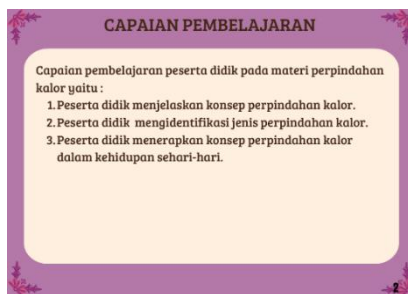 CAPAIAN PEMBELAJARAN
Capaian pembelajaran peserta didik pada materi perpindahan
kalor yaitu :
1. Peserta didik menjelaskan konsep perpindahan kalor.
2. Peserta didik mengidentifikasi jenis perpindahan kalor.
3. Peserta didik menerapkan konsep perpindahan kalor
dalam kehidupan sehari-hari.
2